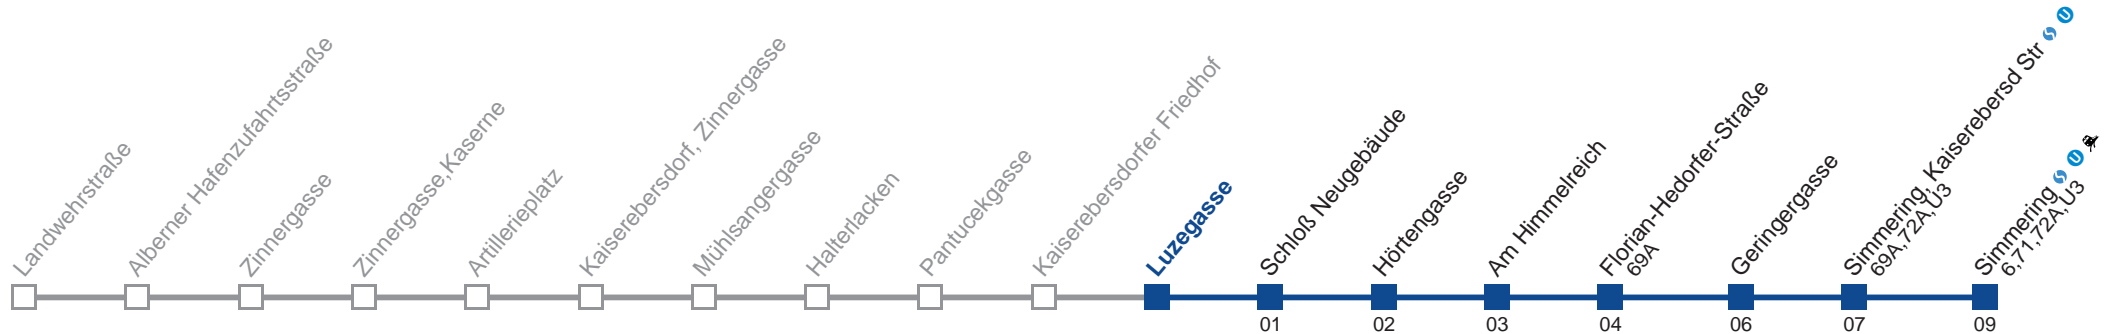 Landwehrstraße
Alberner Hafenzufahrtsstraße
Zinnergasse
Zinnergasse,Kaserne
Artillerieplatz
Kaiserebersdorf, Zinnergasse
Mühlsangergasse
Halterlacken
Pantucekgasse
Kaiserebersdorfer Friedhof
Luzegasse
Schloß Neugebäude
Hörtengasse
Am Himmelreich
Florian-Hedorfer-Straße
69A
Geringergasse
Simmering, Kaiserebersd Str S U
69A,72A,U3
Simmering S U
6,71,72A,U3
01 02 03 04 06 07 09